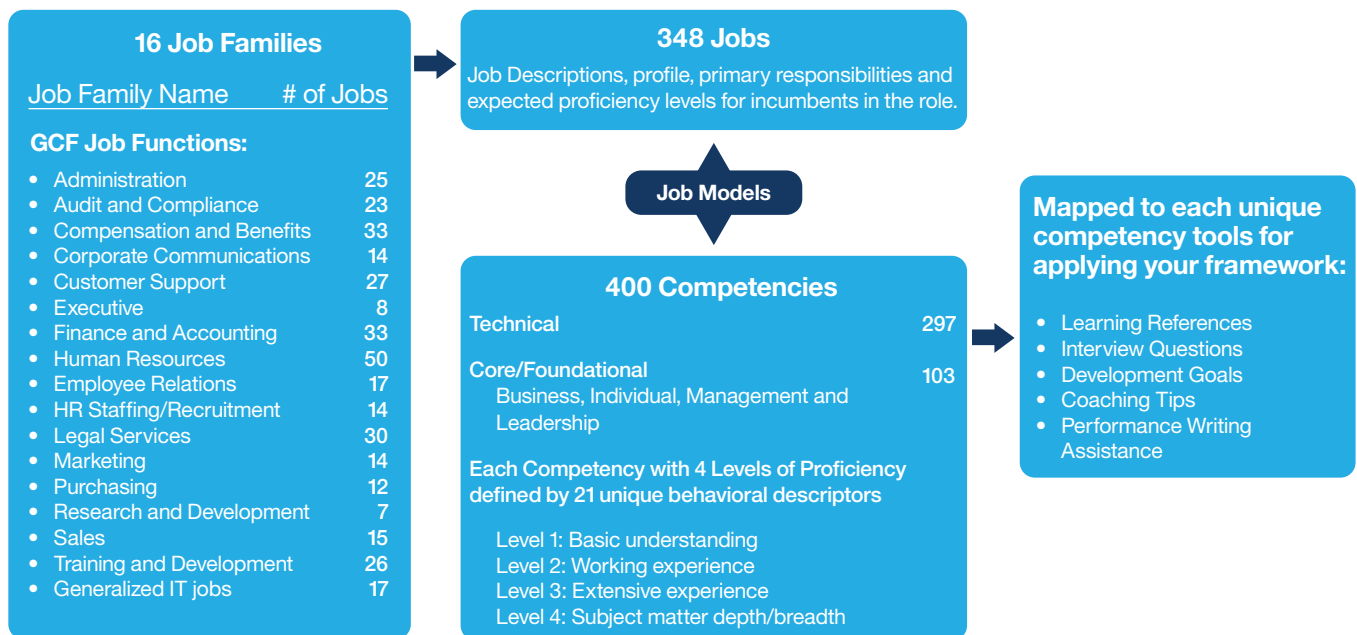 16 Job Families
Job Family Name # of Jobs
GCF Job Functions:
• Administration 25
• Audit and Compliance 23
• Compensation and Benefits 33
• Corporate Communications 14
• Customer Support 27
• Executive 8
• Finance and Accounting 33
• Human Resources 50
• Employee Relations 17
• HR Staffing/Recruitment 14
• Legal Services 30
• Marketing 14
• Purchasing 12
• Research and Development 7
• Sales 15
• Training and Development 26
• Generalized IT jobs 17
348 Jobs
Job Descriptions, profile, primary responsibilities and
expected proficiency levels for incumbents in the role.
Job Models
400 Competencies
Technical 297
Core/Foundational 103
Business, Individual, Management and
Leadership
Each Competency with 4 Levels of Proficiency
defined by 21 unique behavioral descriptors
Level 1: Basic understanding
Level 2: Working experience
Level 3: Extensive experience
Level 4: Subject matter depth/breadth
Mapped to each unique
competency tools for
applying your framework:
• Learning References
• Interview Questions
• Development Goals
• Coaching Tips
• Performance Writing
Assistance